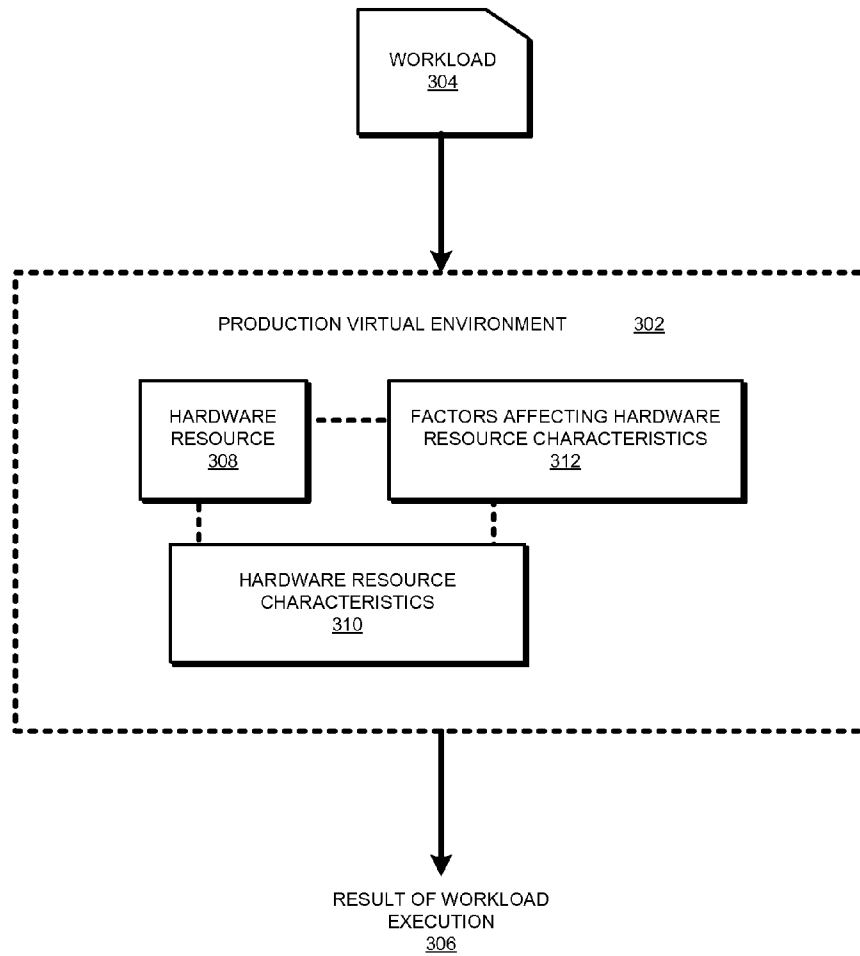 WORKLOAD
304
PRODUCTION VIRTUAL ENVIRONMENT 302
HARDWARE
RESOURCE
308
FACTORS AFFECTING HARDWARE
RESOURCE CHARACTERISTICS
312
HARDWARE RESOURCE
CHARACTERISTICS
310
RESULT OF WORKLOAD
EXECUTION
306